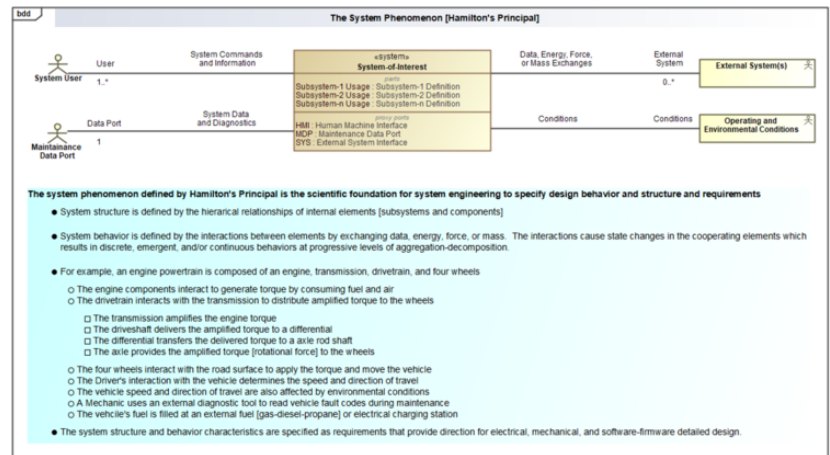 bdd
The System Phenomenon [Hamilton's Principal]
System User
User
1..*
System Commands
and Information
«system»
System-of-Interest
parts
Subsystem-1 Usage : Subsystem-1 Definition
Subsystem-2 Usage : Subsystem-2 Definition
Subsystem-n Usage : Subsystem-n Definition
proxy ports
HMI : Human Machine Interface
MDP : Maintenance Data Port
SYS : External System Interface
Data, Energy, Force,
or Mass Exchanges
External
System
0..*
External System(s)
Maintainance
Data Port
Data Port
1
System Data
and Diagnostics
Conditions
Conditions
Operating and
Environmental Conditions
The system phenomenon defined by Hamilton's Principal is the scientific foundation for system engineering to specify design behavior and structure and requirements
● System structure is defined by the hierarical relationships of internal elements [subsystems and components]
● System behavior is defined by the interactions between elements by exchanging data, energy, force, or mass. The interactions cause state changes in the cooperating elements which
results in discrete, emergent, and/or continuous behaviors at progressive levels of aggregation-decomposition.
● For example, an engine powertrain is composed of an engine, transmission, drivetrain, and four wheels
○ The engine components interact to generate torque by consuming fuel and air
○ The drivetrain interacts with the transmission to distribute amplified torque to the wheels
□ The transmission amplifies the engine torque
□ The driveshaft delivers the amplified torque to a differential
□ The differential transfers the delivered torque to a axle rod shaft
□ The axle provides the amplified torque [rotational force] to the wheels
○ The four wheels interact with the road surface to apply the torque and move the vehicle
○ The Driver's interaction with the vehicle determines the speed and direction of travel
○ The vehicle speed and direction of travel are also affected by environmental conditions
○ A Mechanic uses an external diagnostic tool to read vehicle fault codes during maintenance
○ The vehcile's fuel is filled at an external fuel [gas-diesel-propane] or electrical charging station
● The system structure and behavior characteristics are specified as requirements that provide direction for electrical, mechanical, and software-firmware detailed design.